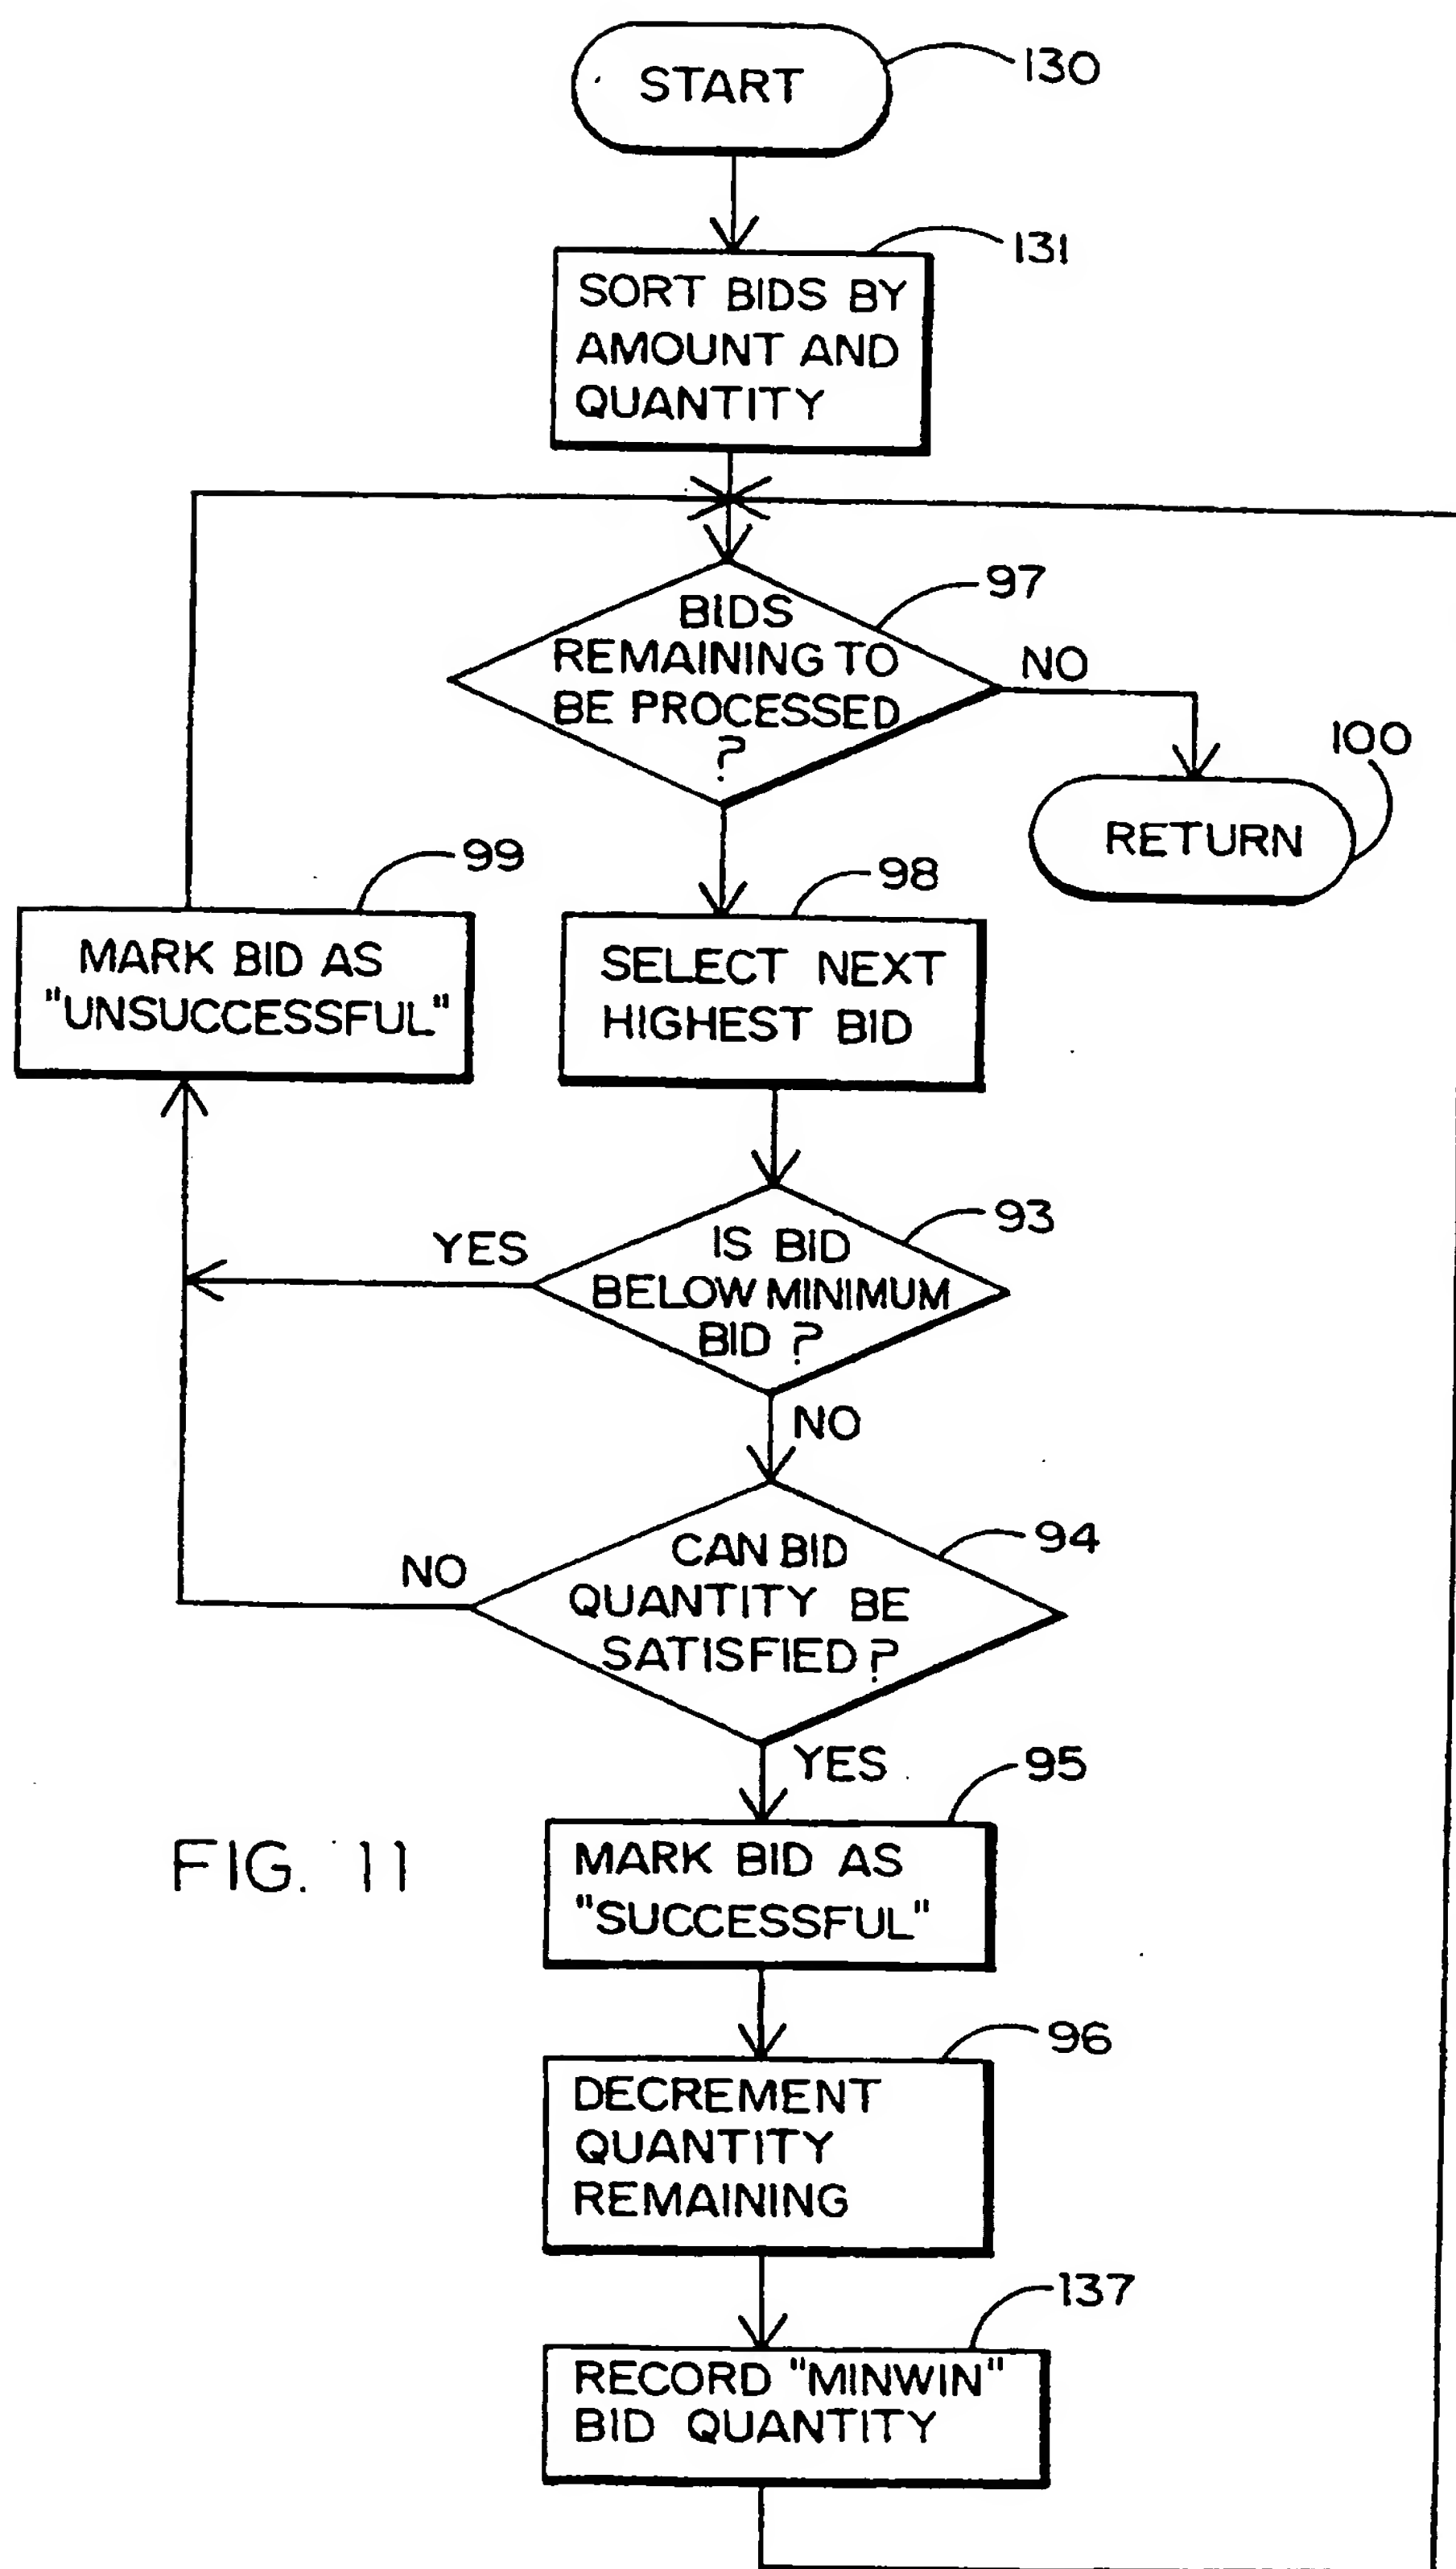 START
130
131
SORT BIDS BY
AMOUNT AND
QUANTITY
97
BIDS
REMAINING TO
BE PROCESSED
?
NO
100
RETURN
99
MARK BID AS
"UNSUCCESSFUL"
98
SELECT NEXT
HIGHEST BID
93
YES
IS BID
BELOW MINIMUM
BID ?
NO
94
NO
CAN BID
QUANTITY BE
SATISFIED ?
YES
95
FIG. 11
MARK BID AS
"SUCCESSFUL"
96
DECREMENT
QUANTITY
REMAINING
137
RECORD "MINWIN"
BID QUANTITY